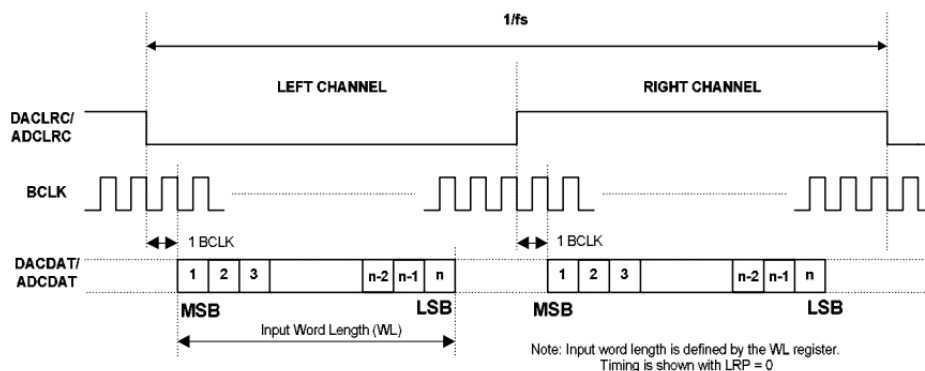 1/fs
LEFT CHANNEL RIGHT CHANNEL
DACLRC/
ADCLRC
BCLK
1 BCLK 1 BCLK
DACDAT/
ADCDAT
1 2 3 n-2 n-1 n 1 2 3 n-2 n-1 n
MSB LSB MSB LSB
Input Word Length (WL)
Note: Input word length is defined by the WL register.
Timing is shown with LRP = 0